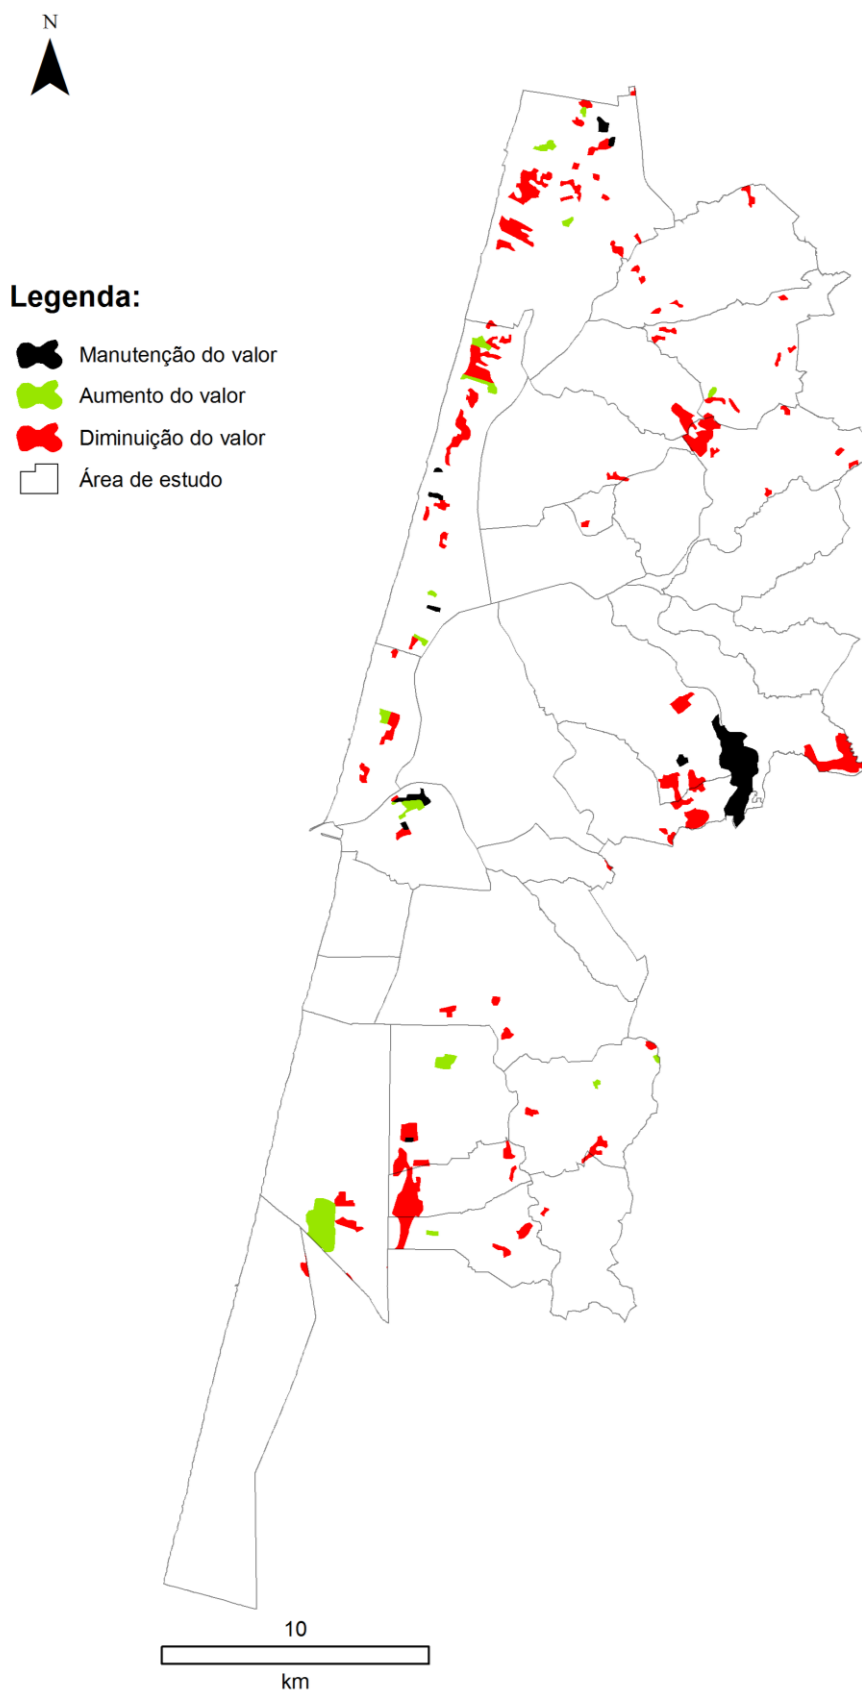 N
Legenda:
Manutenção do valor
Aumento do valor
Diminuição do valor
Área de estudo
10
km